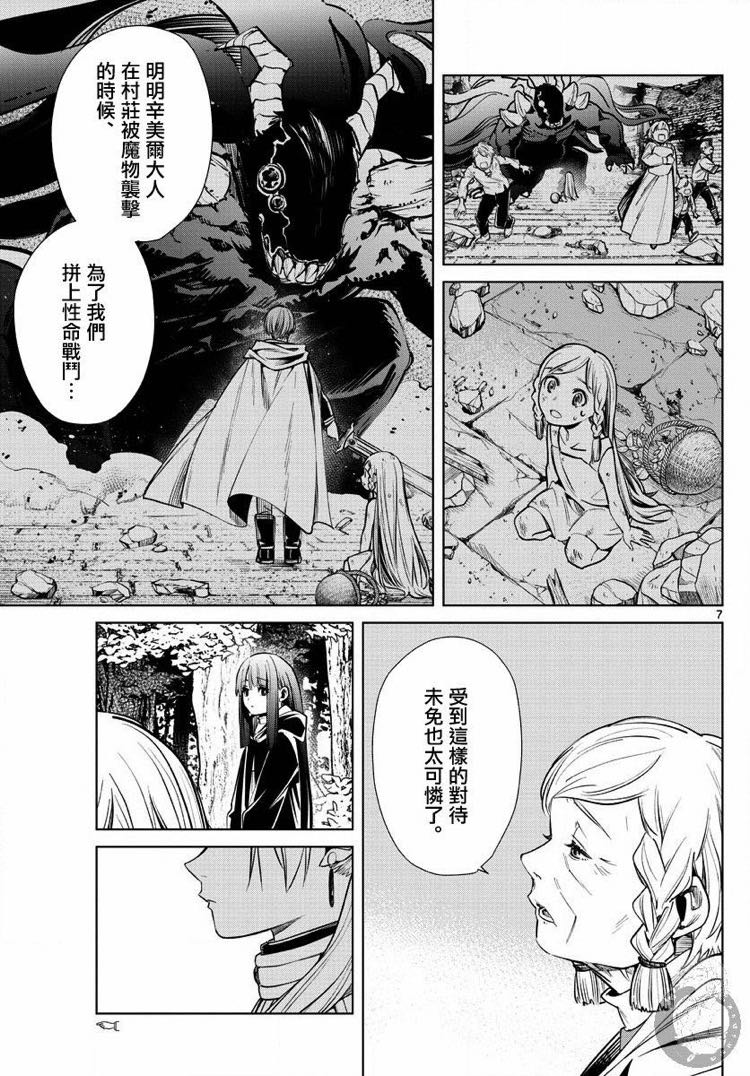 明明辛美爾大人
在村莊被魔物襲擊
的時候、
為了我們
拼上性命戰鬥…
7
受到這樣的對待
未免也太可憐了。